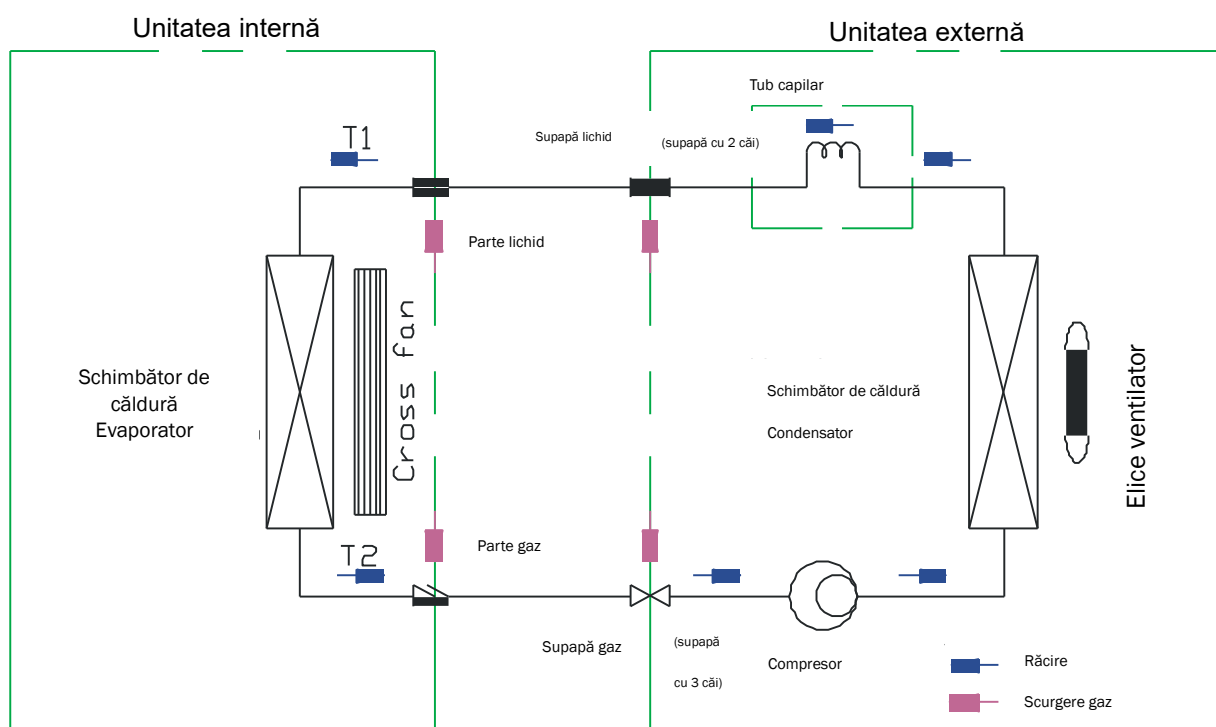 Unitatea internă
Unitatea externă
Tub capilar
T1
Supapă lichid
(supapă cu 2 căi)
Parte lichid
Cross fan
Schimbător de
căldură
Evaporator
Schimbător de căldură
Condensator
Elice ventilator
T2
Parte gaz
Supapă gaz
(supapă
cu 3 căi)
Compresor
Răcire
Scurgere gaz